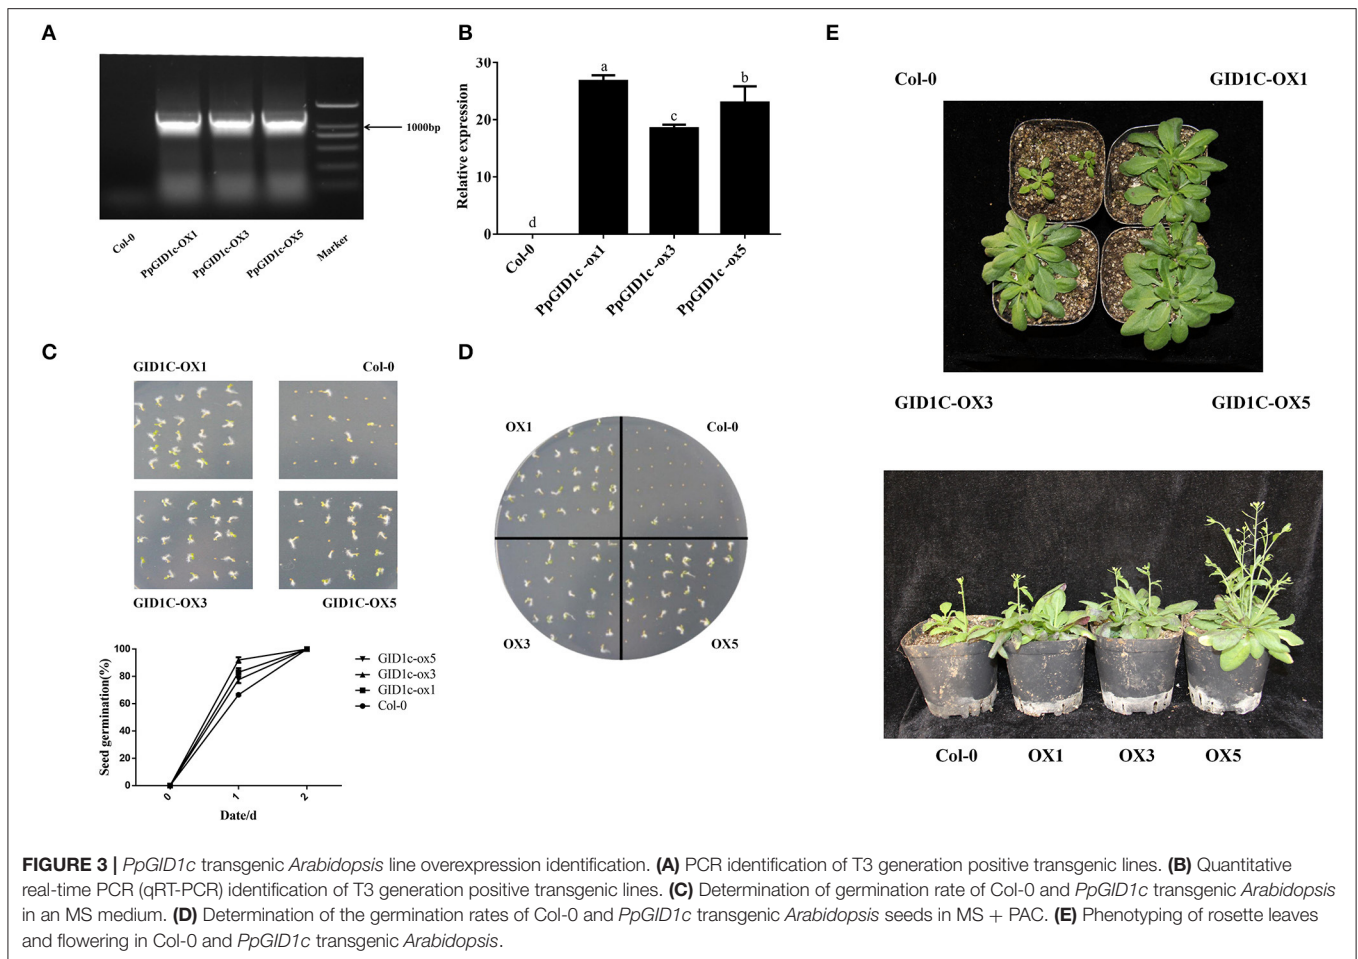 A
1000bp
Col-0
PpGID1c-OX1
PpGID1c-OX3
PpGID1c-OX5
Marker
B
Relative expression
30
20
10
0
a
b
c
d
Col-0
PpGID1c -ox1
PpGID1c -ox3
PpGID1c -ox5
C
GID1C-OX1
Col-0
GID1C-OX3
GID1C-OX5
Seed germination(%)
100
80
60
40
20
0
0
1
2
Date/d
GID1c-ox5
GID1c-ox3
GID1c-ox1
Col-0
D
OX1
Col-0
OX3
OX5
E
Col-0
GID1C-OX1
GID1C-OX3
GID1C-OX5
Col-0
OX1
OX3
OX5
FIGURE 3 | PpGID1c transgenic Arabidopsis line overexpression identification. (A) PCR identification of T3 generation positive transgenic lines. (B) Quantitative
real-time PCR (qRT-PCR) identification of T3 generation positive transgenic lines. (C) Determination of germination rate of Col-0 and PpGID1c transgenic Arabidopsis
in an MS medium. (D) Determination of the germination rates of Col-0 and PpGID1c transgenic Arabidopsis seeds in MS + PAC. (E) Phenotyping of rosette leaves
and flowering in Col-0 and PpGID1c transgenic Arabidopsis.